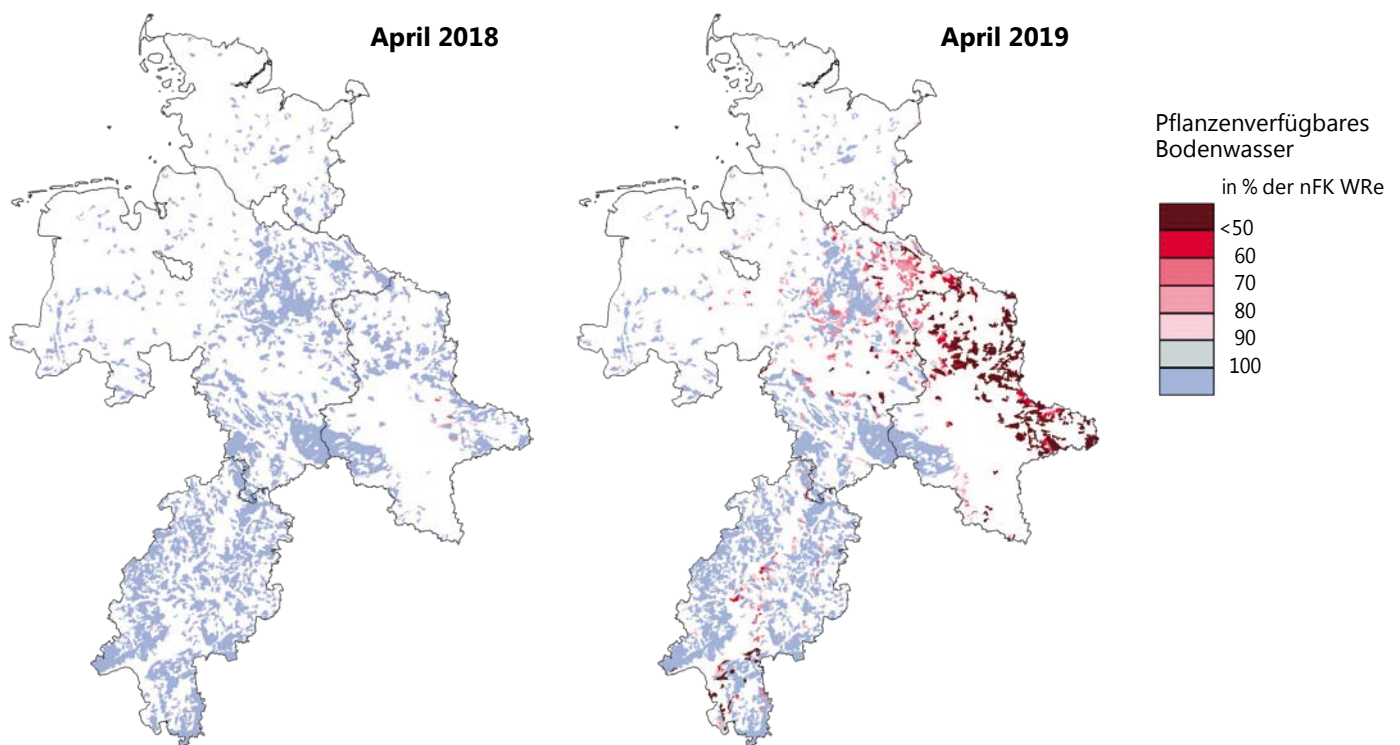 April 2018
April 2019
Pflanzenverfügbares
Bodenwasser
in % der nFK WRe
<50
60
70
80
90
100